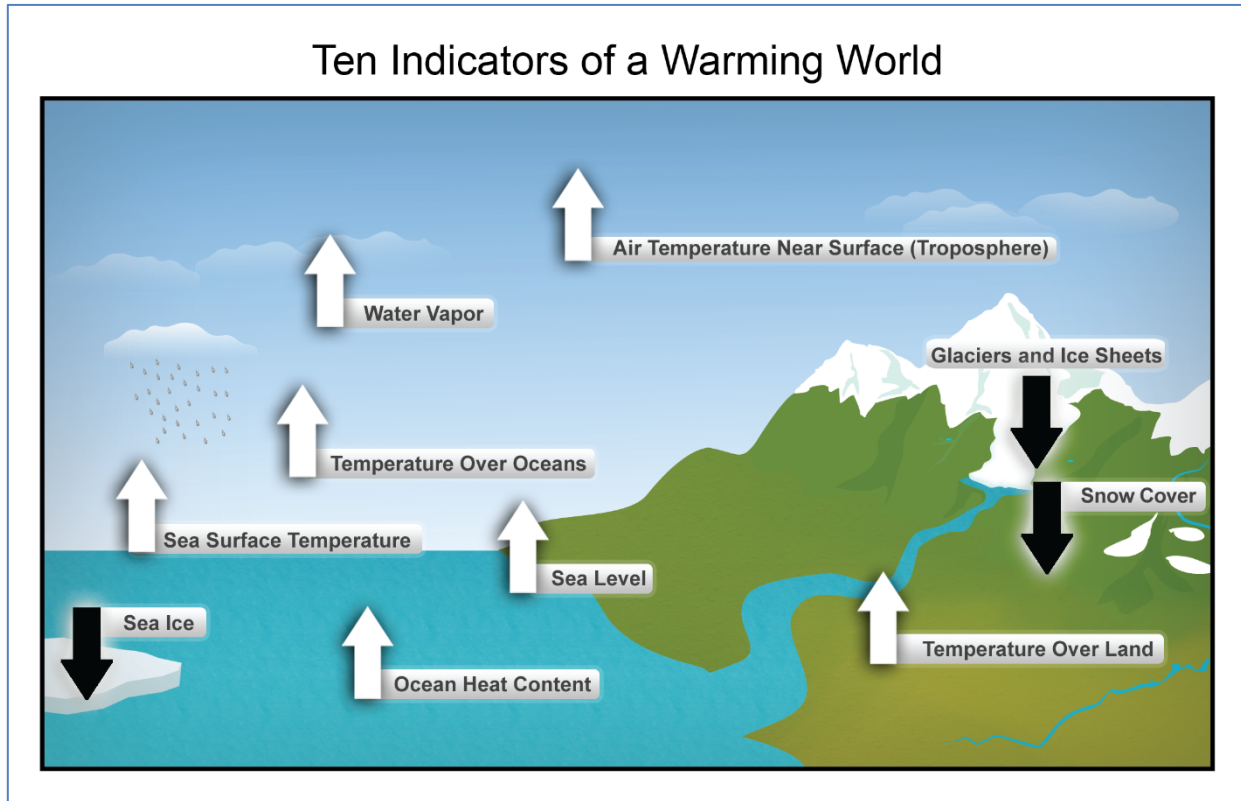 Ten Indicators of a Warming World
Air Temperature Near Surface (Troposphere)
Water Vapor
Glaciers and Ice Sheets
Temperature Over Oceans
Snow Cover
Sea Surface Temperature
Sea Level
Sea Ice
Temperature Over Land
Ocean Heat Content